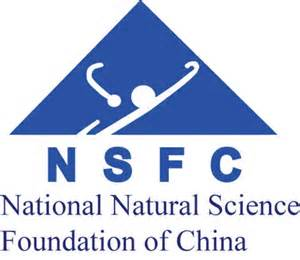 NSFC
National Natural Science
Foundation of China